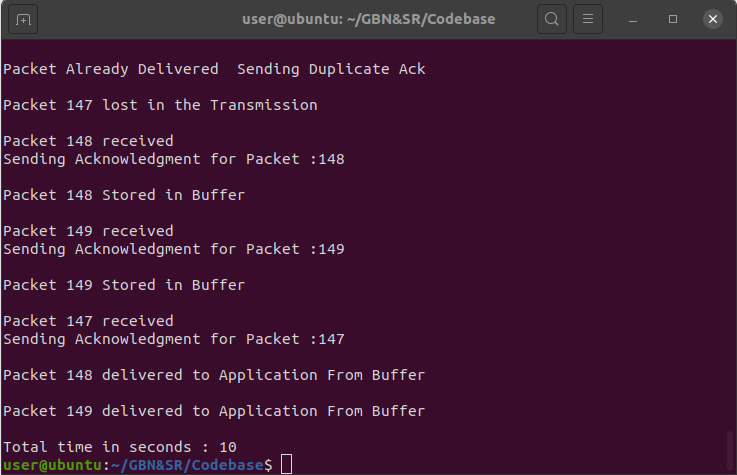 user@ubuntu: ~/GBN&SR/Codebase
Packet Already Delivered  Sending Duplicate Ack
Packet 147 lost in the Transmission
Packet 148 received
Sending Acknowledgment for Packet :148
Packet 148 Stored in Buffer
Packet 149 received
Sending Acknowledgment for Packet :149
Packet 149 Stored in Buffer
Packet 147 received
Sending Acknowledgment for Packet :147
Packet 148 delivered to Application From Buffer
Packet 149 delivered to Application From Buffer
Total time in seconds : 10
user@ubuntu:~/GBN&SR/Codebase$